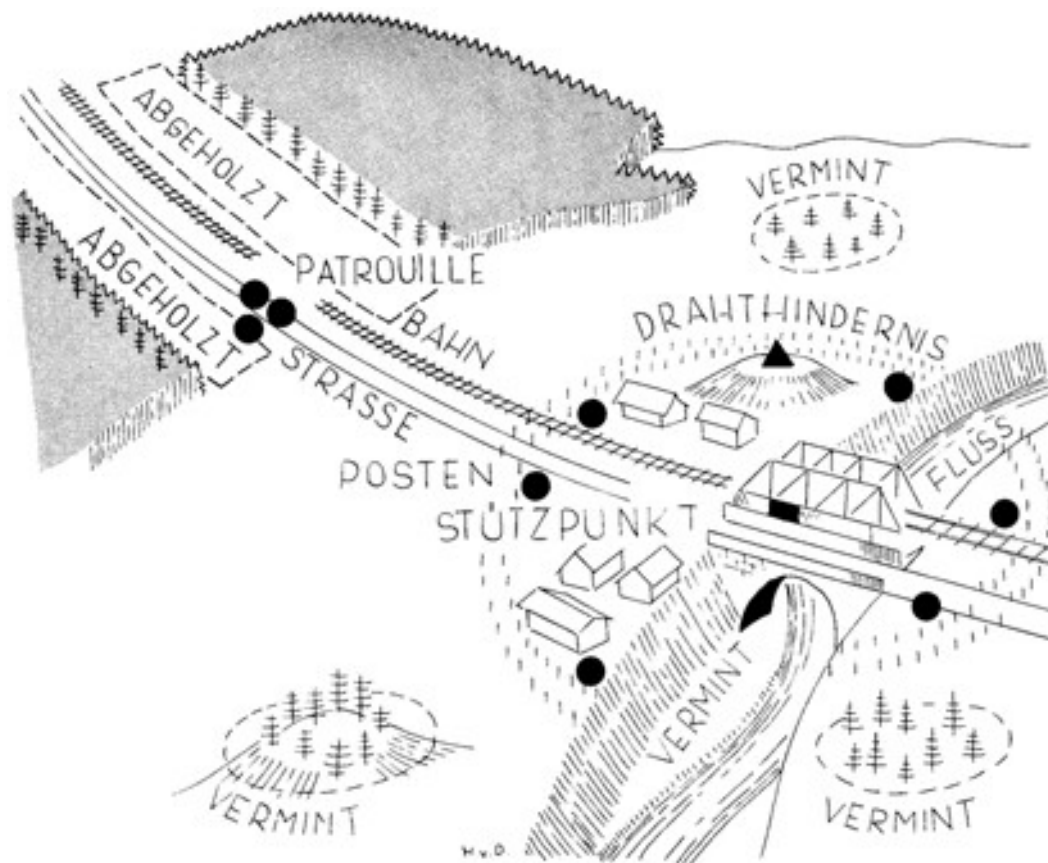 ABGEHOLZT
VERMINT
ABGEHOLZT
PATROUILLE
BAHN
DRAHTHINDERNIS
STRASSE
FLUSS
POSTEN
STÜTZPUNKT
VERMINT
VERMINT
VERMINT
H.v.D.